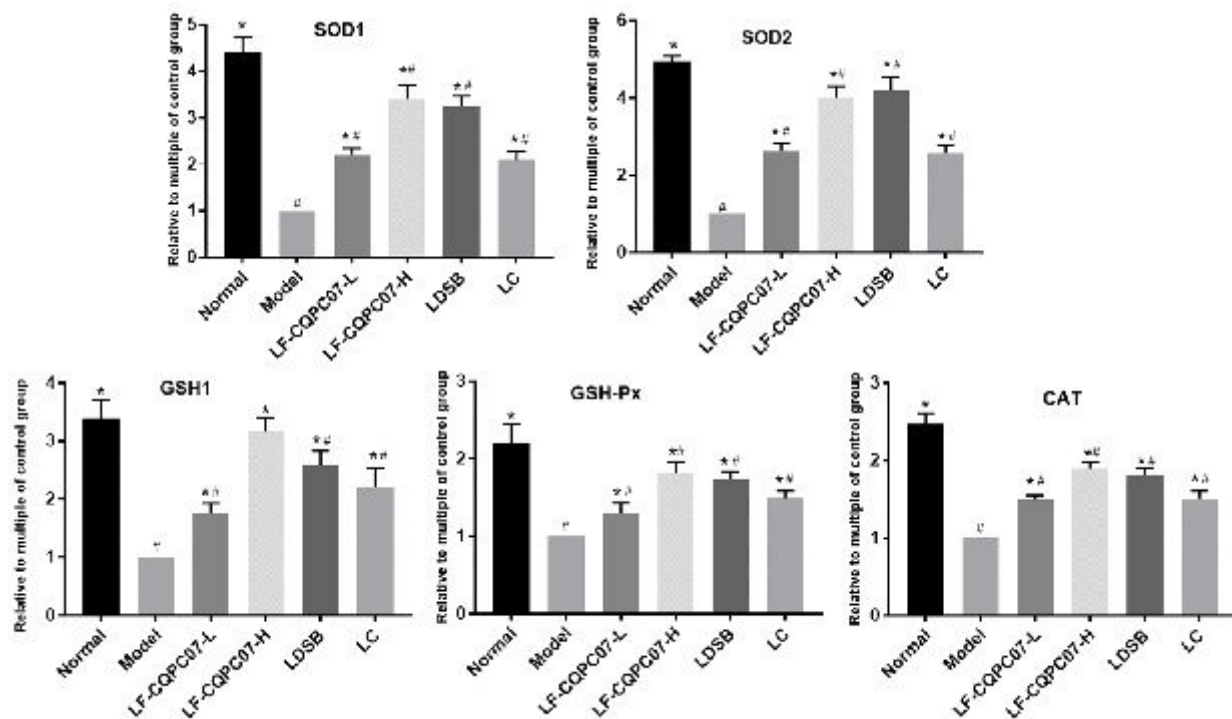 SOD1
Relative to multiple of control group
5
4
3
2
1
0
*
#
*#
*#
*#
*#
Normal
Model
LF-CQPC07-L
LF-CQPC07-H
LDSB
LC
SOD2
Relative to multiple of control group
6
4
2
0
*
#
*#
*#
*#
*#
Normal
Model
LF-CQPC07-L
LF-CQPC07-H
LDSB
LC
GSH1
Relative to multiple of control group
4
3
2
1
0
*
#
*#
*
*#
*#
Normal
Model
LF-CQPC07-L
LF-CQPC07-H
LDSB
LC
GSH-Px
Relative to multiple of control group
3
2
1
0
*
#
*#
*#
*#
*#
Normal
Model
LF-CQPC07-L
LF-CQPC07-H
LDSB
LC
CAT
Relative to multiple of control group
3
2
1
0
*
#
*#
*#
*#
*#
Normal
Model
LF-CQPC07-L
LF-CQPC07-H
LDSB
LC